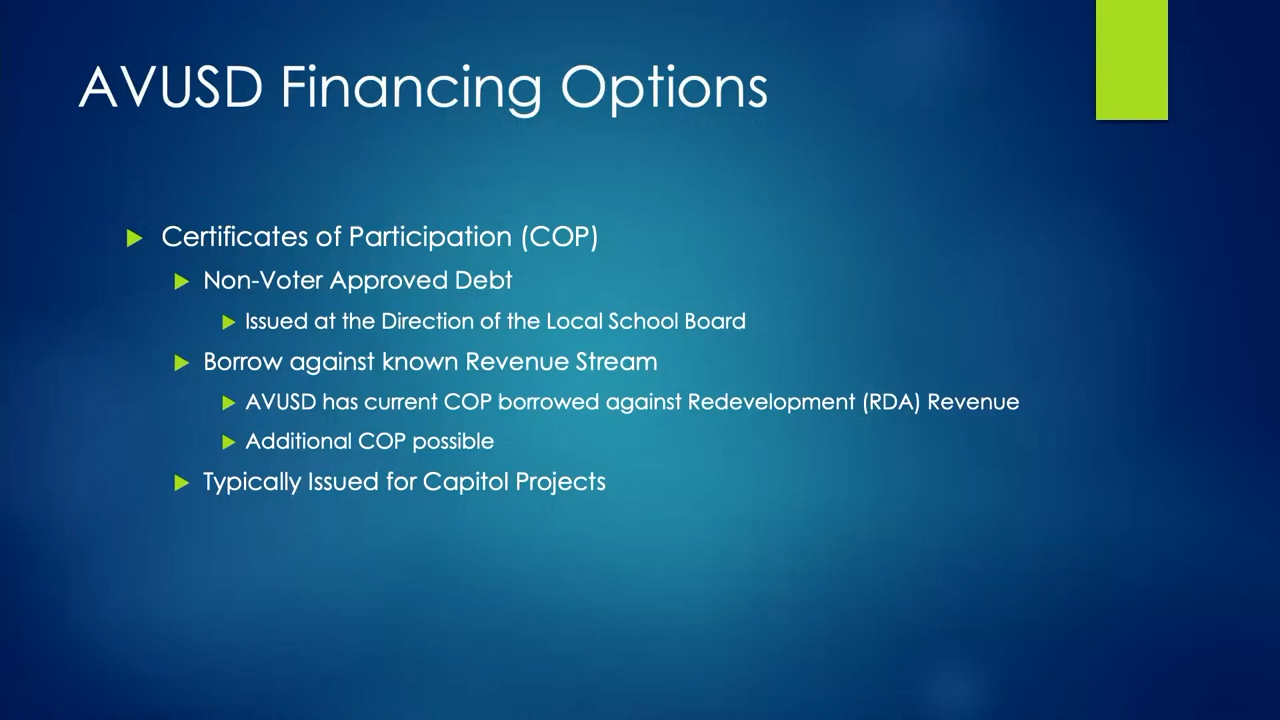 AVUSD Financing Options
Certificates of Participation (COP)
Non-Voter Approved Debt
Issued at the Direction of the Local School Board
Borrow against known Revenue Stream
AVUSD has current COP borrowed against Redevelopment (RDA) Revenue
Additional COP possible
Typically Issued for Capitol Projects